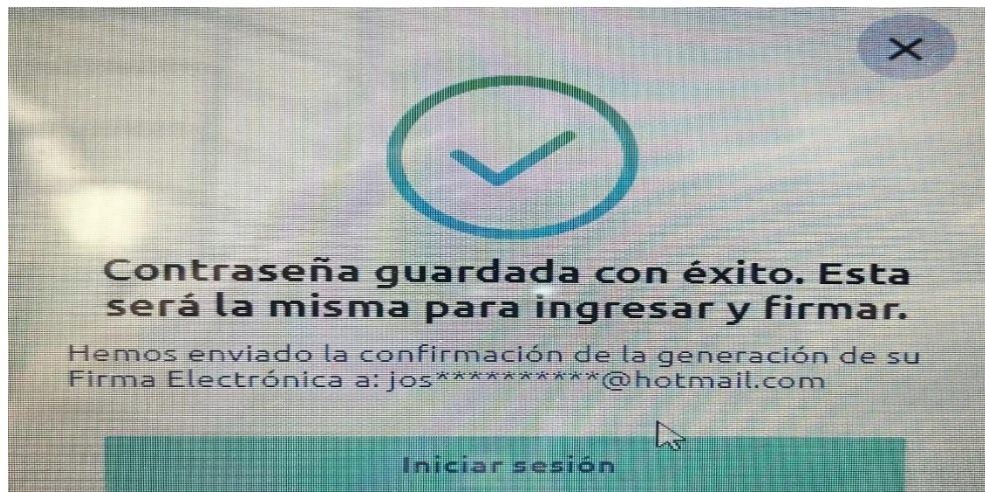 Contraseña guardada con éxito. Esta
será la misma para ingresar y firmar.
Hemos enviado la confirmación de la generación de su
Firma Electrónica a: jos**********@hotmail.com
Iniciar sesión